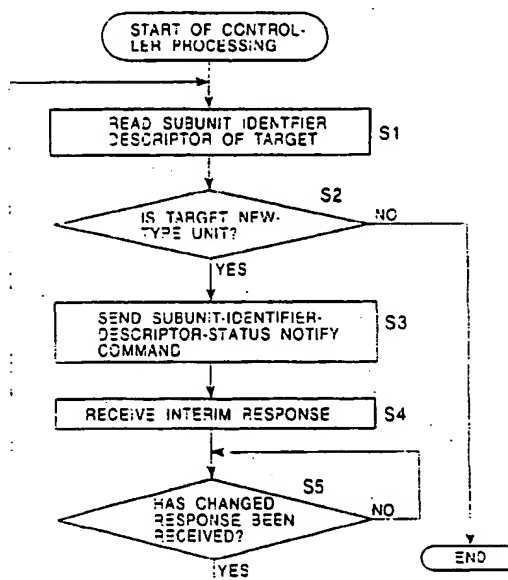 START OF CONTROL-
LER PROCESSING
READ SUBUNIT IDENTFIER
DESCRIPTOR OF TARGET
S1
S2
IS TARGET NEW-
TYPE UNIT?
NO
YES
SEND SUBUNIT-IDENTIFIER-
DESCRIPTOR-STATUS NOTIFY
COMMAND
S3
RECEIVE INTERIM RESPONSE
S4
S5
HAS CHANGED
RESPONSE BEEN
RECEIVED?
NO
YES
END